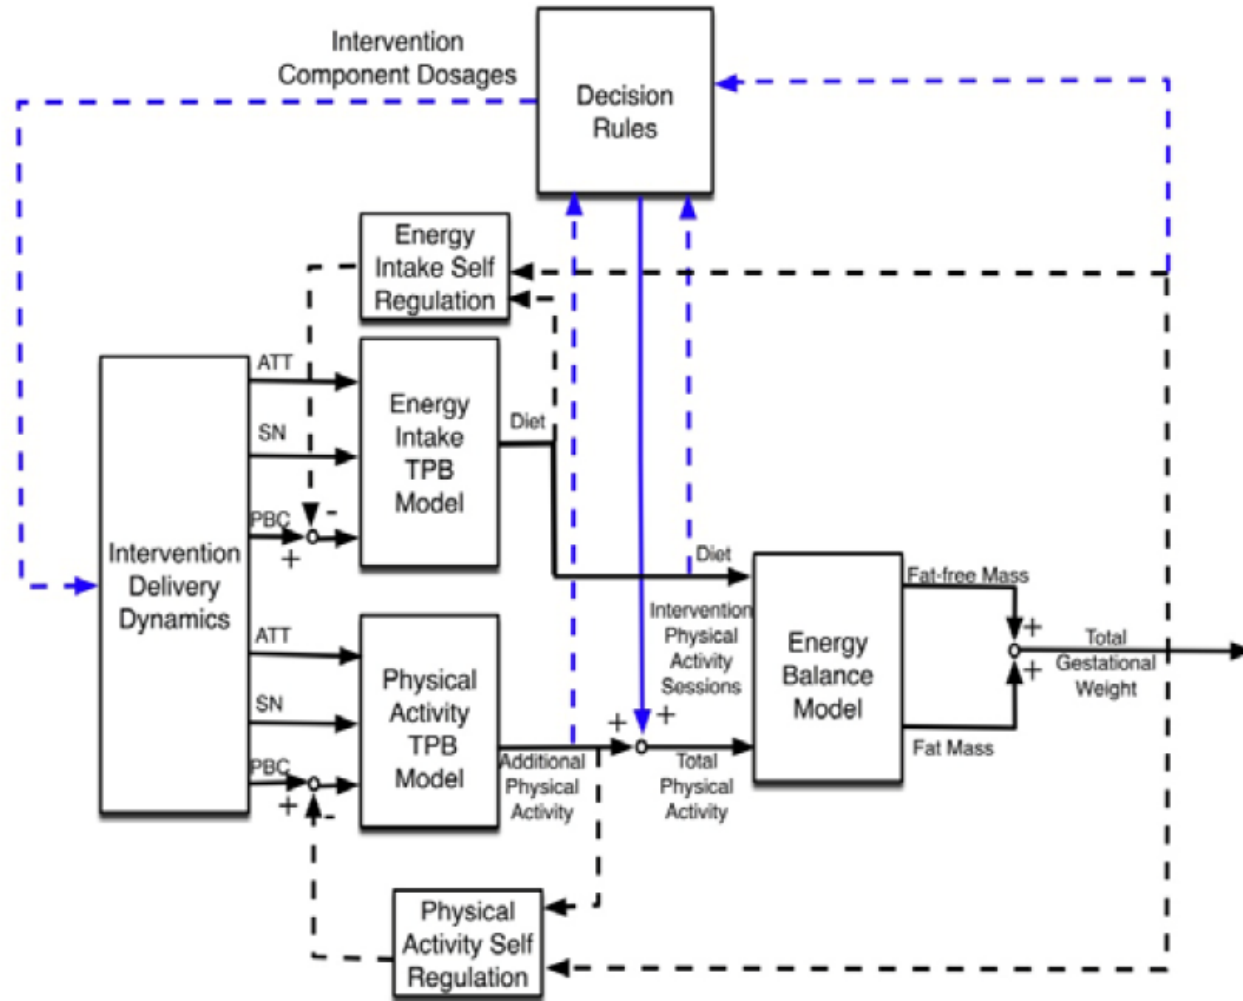 Intervention
Component Dosages
Decision
Rules
Energy
Intake Self
Regulation
ATT
SN
PBC
-
+
Energy
Intake
TPB
Model
Diet
Intervention
Delivery
Dynamics
Diet
Intervention
Physical
Activity
Sessions
Fat-free Mass
Energy
Balance
Model
+
+
Total
Gestational
Weight
Fat Mass
ATT
SN
PBC
+
-
Physical
Activity
TPB
Model
Additional
Physical
Activity
+
+
Total
Physical
Activity
Physical
Activity Self
Regulation